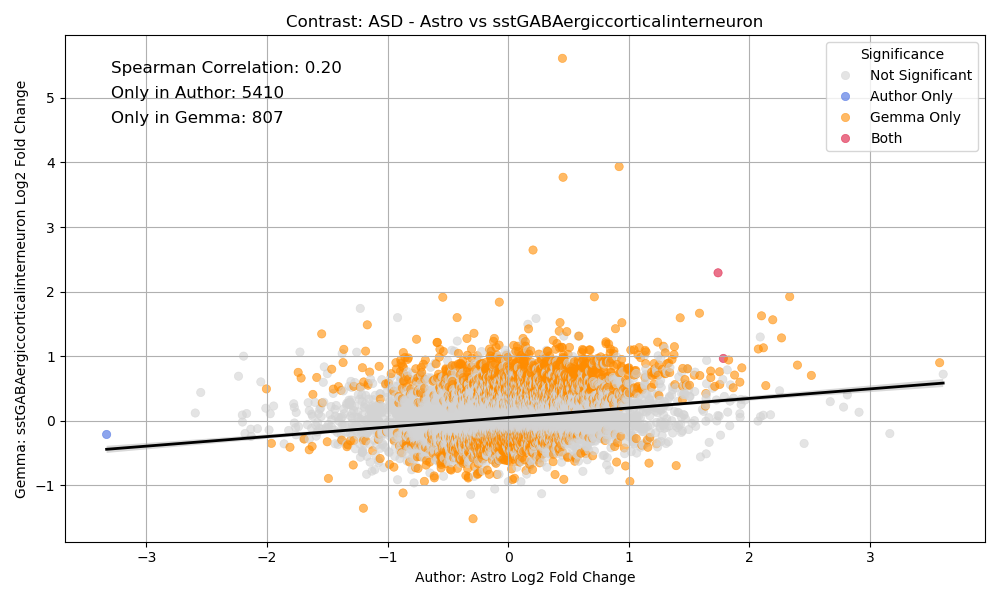 Contrast: ASD - Astro vs sstGABAergiccorticalinterneuron
Spearman Correlation: 0.20
Only in Author: 5410
Only in Gemma: 807
Significance
Not Significant
Author Only
Gemma Only
Both
Gemma: sstGABAergiccorticalinterneuron Log2 Fold Change
5
4
3
2
1
0
−1
−3
−2
−1
0
1
2
3
Author: Astro Log2 Fold Change